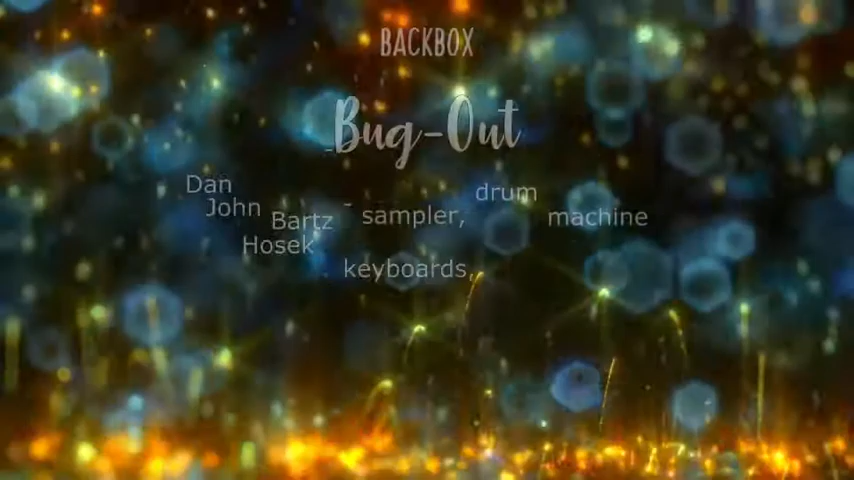 BACKBOX
Bug-Out
Dan Bartz - sampler, drum machine
John Hosek keyboards,